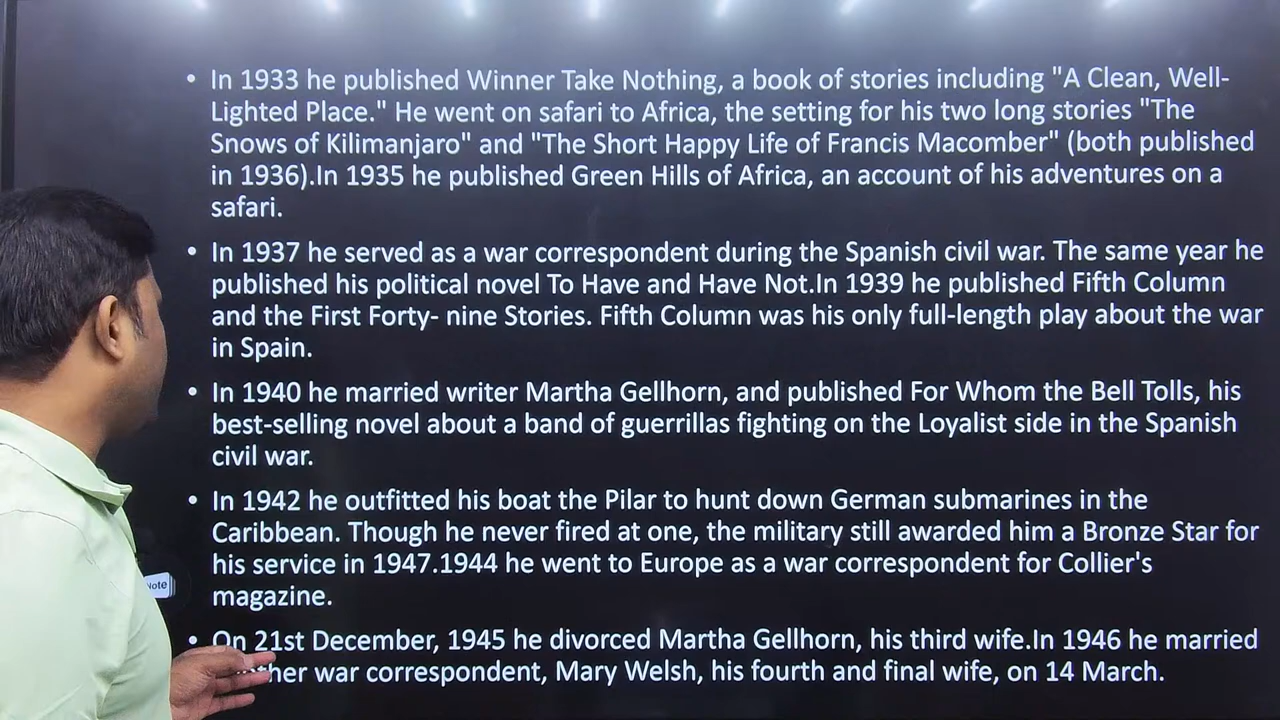 • In 1933 he published Winner Take Nothing, a book of stories including "A Clean, Well-
Lighted Place." He went on safari to Africa, the setting for his two long stories "The
Snows of Kilimanjaro" and "The Short Happy Life of Francis Macomber" (both published
in 1936).In 1935 he published Green Hills of Africa, an account of his adventures on a
safari.
• In 1937 he served as a war correspondent during the Spanish civil war. The same year he
published his political novel To Have and Have Not.In 1939 he published Fifth Column
and the First Forty- nine Stories. Fifth Column was his only full-length play about the war
in Spain.
• In 1940 he married writer Martha Gellhorn, and published For Whom the Bell Tolls, his
best-selling novel about a band of guerrillas fighting on the Loyalist side in the Spanish
civil war.
• In 1942 he outfitted his boat the Pilar to hunt down German submarines in the
Caribbean. Though he never fired at one, the military still awarded him a Bronze Star for
his service in 1947.1944 he went to Europe as a war correspondent for Collier's
magazine.
Note
• On 21st December, 1945 he divorced Martha Gellhorn, his third wife.In 1946 he married
war correspondent, Mary Welsh, his fourth and final wife, on 14 March.